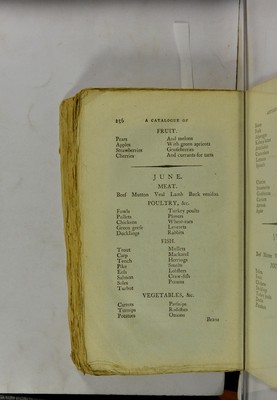 256 A CATALOGUE OF
FRUIT.
Pears And melons
Apples With green apricots
Strawberries Gooseberries
Cherries And currants for tarts
JUNE.
MEAT.
Beef Mutton Veal Lamb Buck venison
POULTRY, &c.
Fowls Turkey poults
Pullets Plovers
Chickens Wheat-ears
Green geese Leverets
Ducklings Rabbits
FISH.
Trout Mullets
Carp Mackarel
Tench Herrings
Pike Smelts
Eels Lobsters
Salmon Craw-fish
Soles Prawns
Turbot
VEGETABLES, &c.
Carrots Parsnips
Turnips Radishes
Potatoes Onions
Beans